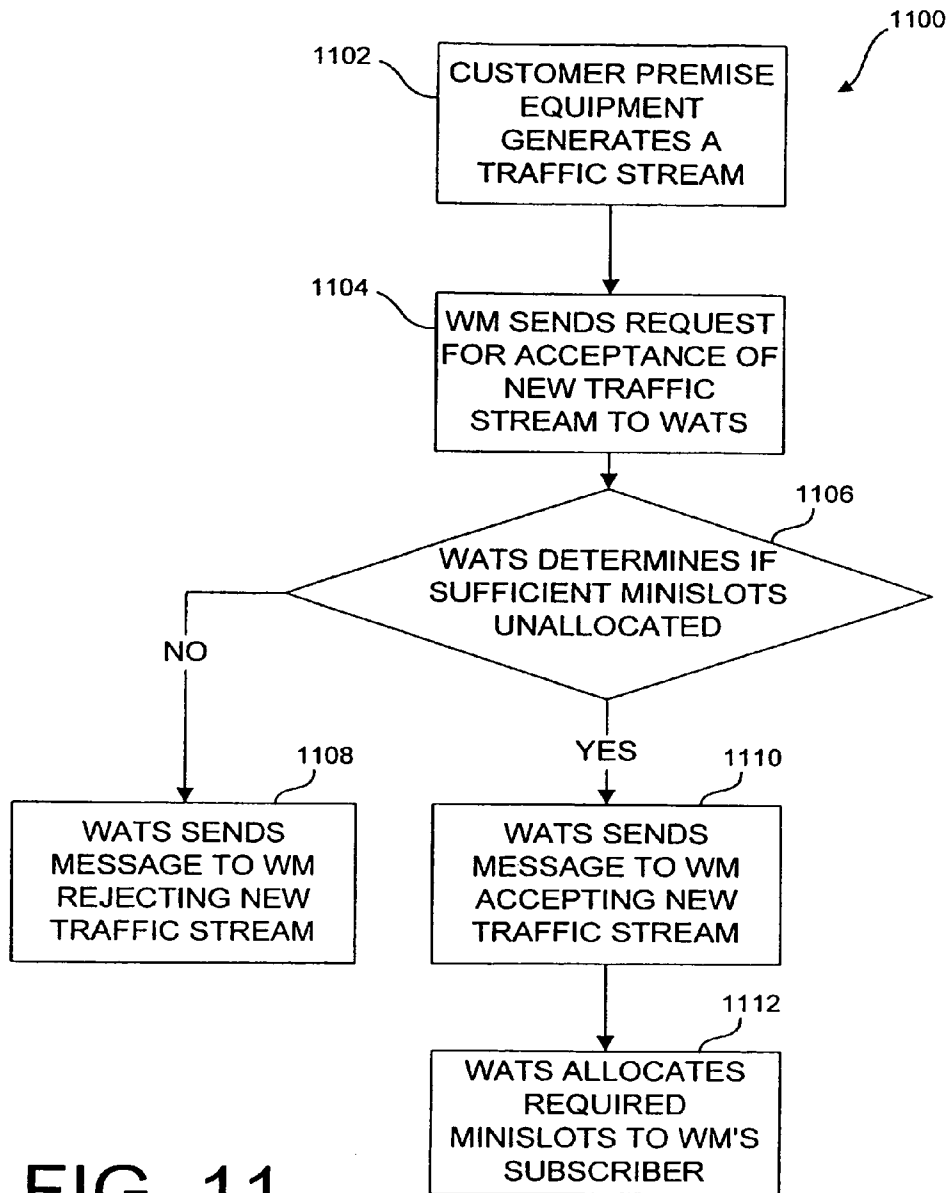 1100
1102
CUSTOMER PREMISE
EQUIPMENT
GENERATES A
TRAFFIC STREAM
1104
WM SENDS REQUEST
FOR ACCEPTANCE OF
NEW TRAFFIC
STREAM TO WATS
1106
WATS DETERMINES IF
SUFFICIENT MINISLOTS
UNALLOCATED
NO
YES
1108
WATS SENDS
MESSAGE TO WM
REJECTING NEW
TRAFFIC STREAM
1110
WATS SENDS
MESSAGE TO WM
ACCEPTING NEW
TRAFFIC STREAM
1112
WATS ALLOCATES
REQUIRED
MINISLOTS TO WM'S
SUBSCRIBER
FIG. 11